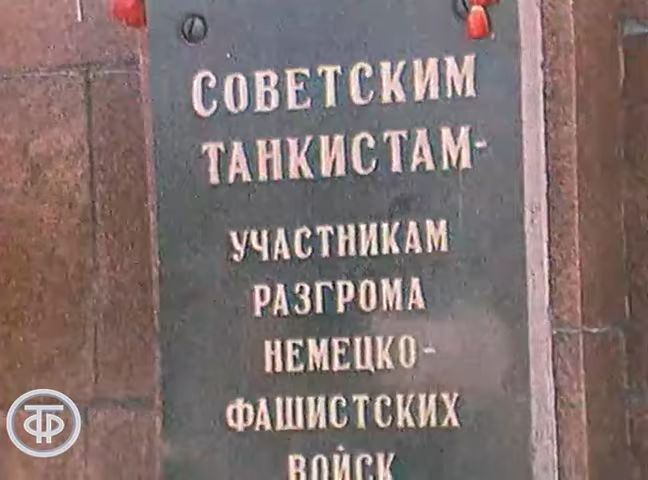 СОВЕТСКИМ
ТАНКИСТАМ-
УЧАСТНИКАМ
РАЗГРОМА
НЕМЕЦКО-
ФАШИСТСКИХ
ВОЙСК